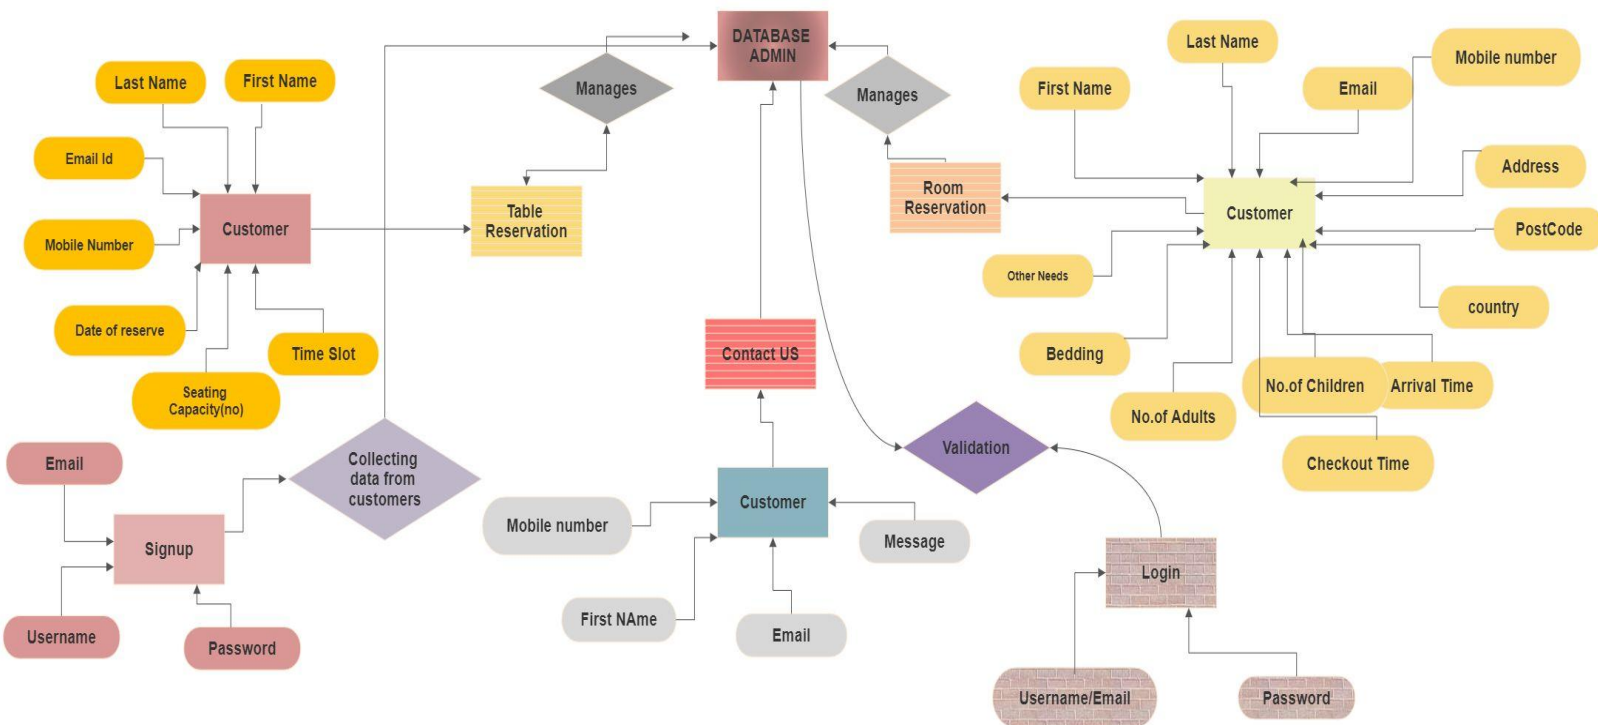 DATABASE
ADMIN
Manages
Manages
Last Name
First Name
Email Id
Mobile Number
Date of reserve
Seating
Capacity(no)
Time Slot
Customer
Table
Reservation
Room
Reservation
Last Name
Mobile number
First Name
Email
Address
Customer
PostCode
Other Needs
country
Bedding
No.of Adults
No.of Children
Arrival Time
Checkout Time
Contact US
Collecting
data from
customers
Validation
Email
Signup
Username
Password
Customer
Mobile number
Message
First NAme
Email
Login
Username/Email
Password